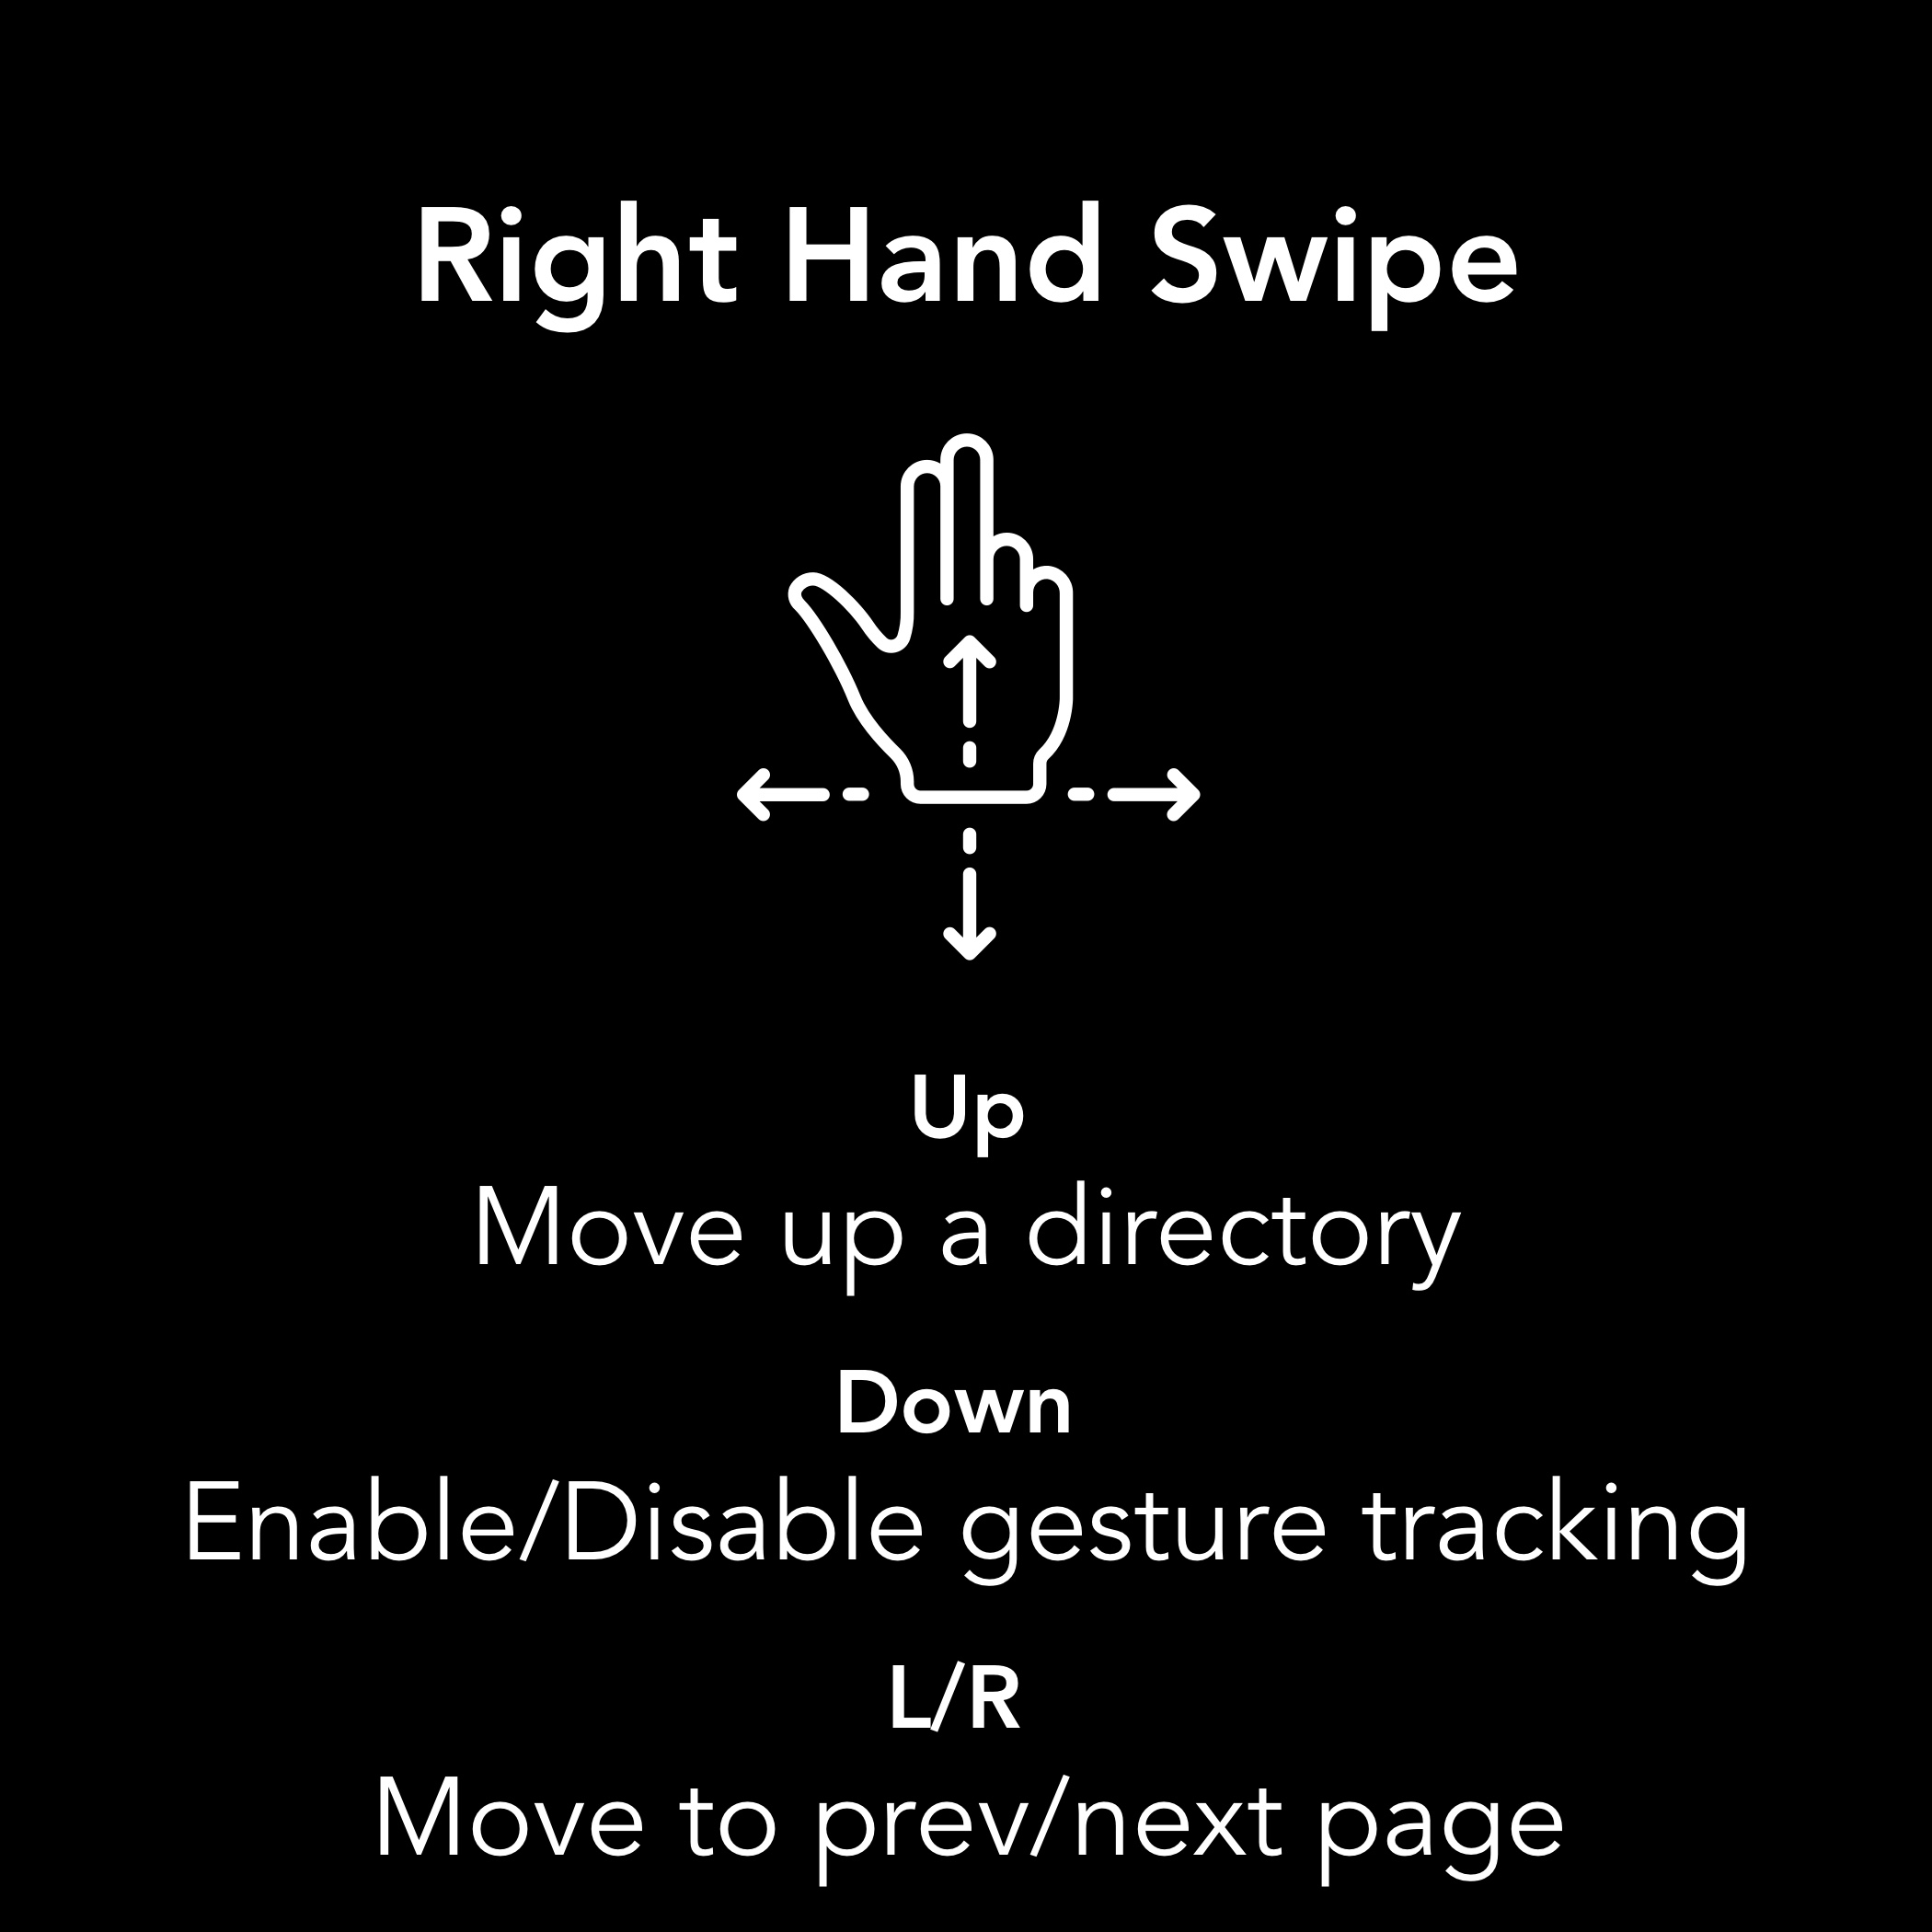 Right Hand Swipe
Up
Move up a directory
Down
Enable/Disable gesture tracking
L/R
Move to prev/next page